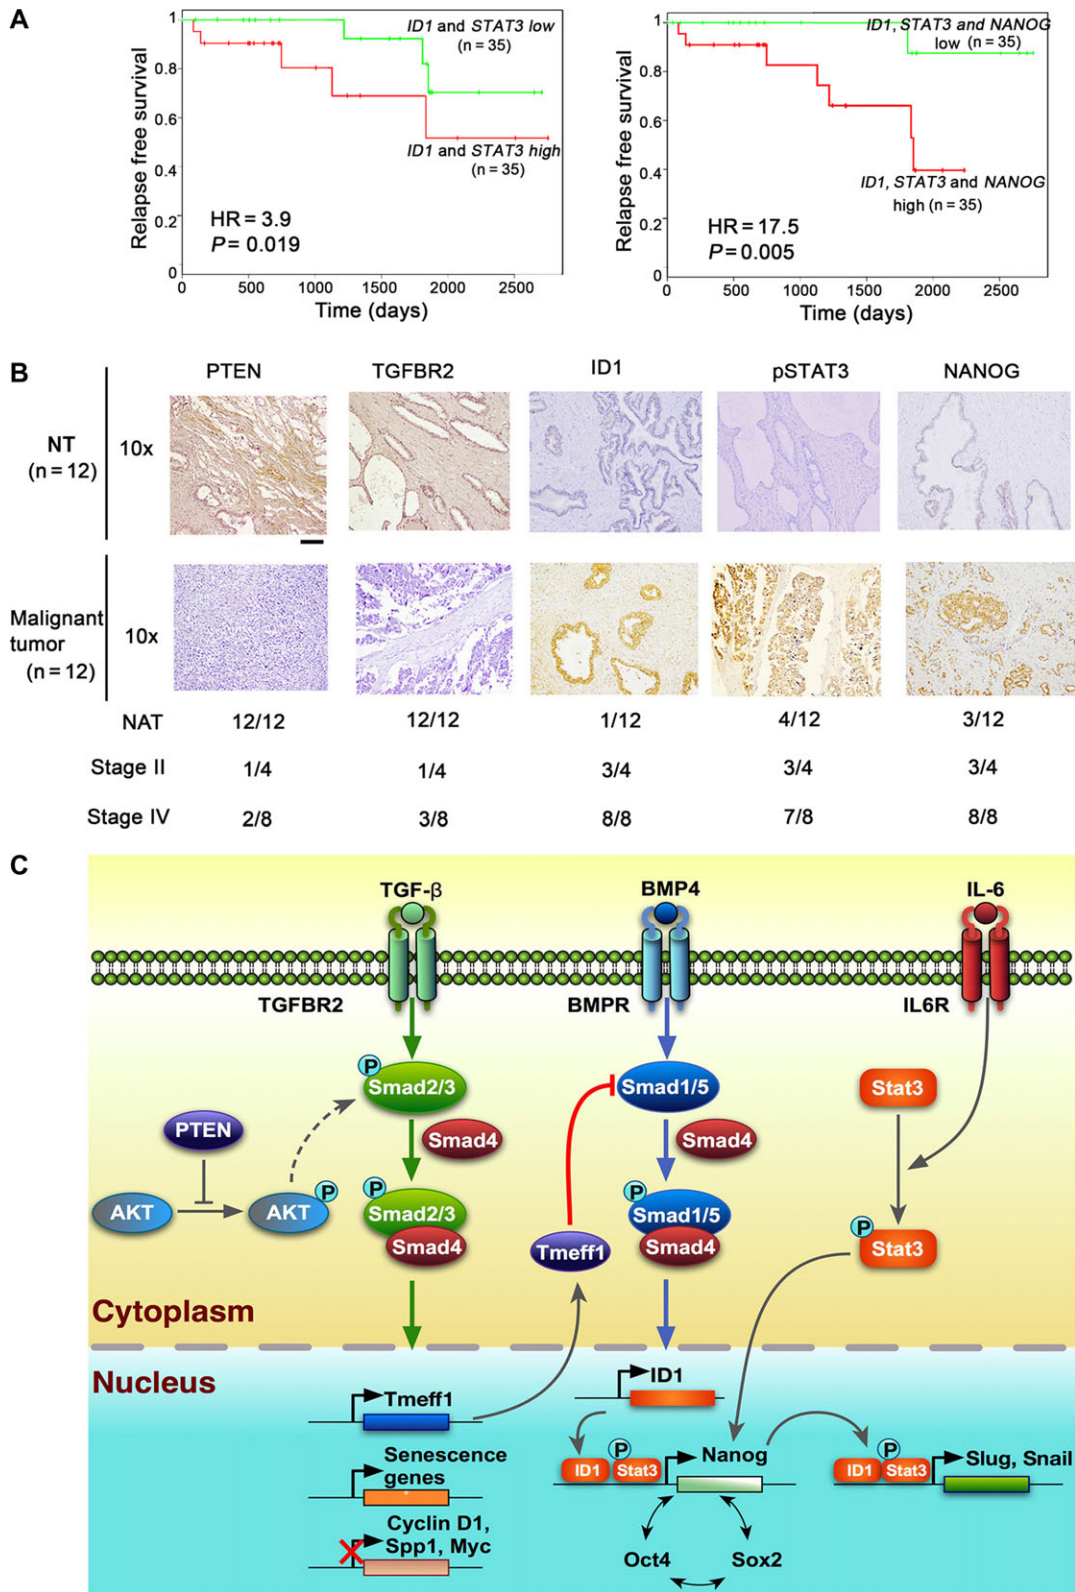 A
Relapse free survival
1
0.8
0.6
0.4
0.2
0
ID1 and STAT3 low
(n = 35)
ID1 and STAT3 high
(n = 35)
HR = 3.9
P = 0.019
0 500 1000 1500 2000 2500
Time (days)
Relapse free survival
1
0.8
0.6
0.4
0.2
0
ID1, STAT3 and NANOG
low (n = 35)
ID1, STAT3 and NANOG
high (n = 35)
HR = 17.5
P = 0.005
0 500 1000 1500 2000 2500
Time (days)
B
PTEN TGFBR2 ID1 pSTAT3 NANOG
NT
(n = 12)
10x
Malignant
tumor
(n = 12)
10x
NAT 12/12 12/12 1/12 4/12 3/12
Stage II 1/4 1/4 3/4 3/4 3/4
Stage IV 2/8 3/8 8/8 7/8 8/8
C
TGF-β BMP4 IL-6
TGFBR2 BMPR IL6R
P
Smad2/3 Smad1/5 Stat3
PTEN Smad4 Smad4
AKT AKT P
P
Smad2/3
Smad4
Tmeff1
P
Smad1/5
Smad4
P
Stat3
Cytoplasm
Nucleus
Tmeff1
Senescence
genes
Cyclin D1,
Spp1, Myc
ID1
P
ID1 Stat3 Nanog
Oct4 Sox2
P
ID1 Stat3 Slug, Snail